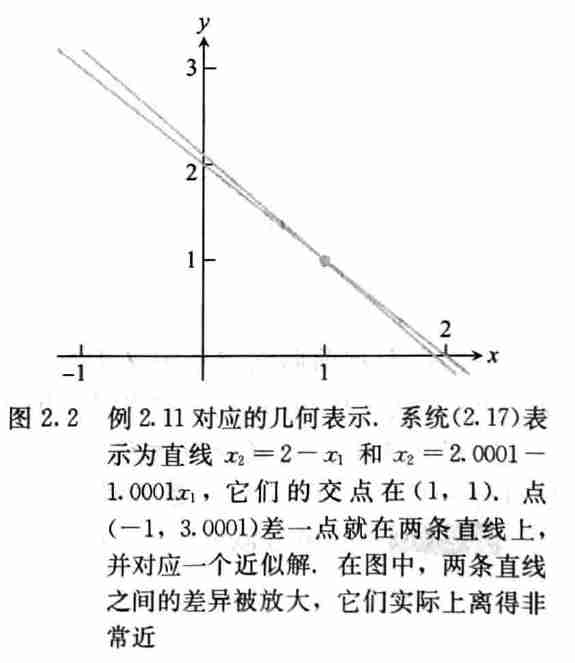 y
3
2
1
2
x
-1
1
图 2.2 例 2.11 对应的几何表示. 系统(2.17)表
示为直线 x₂ = 2 - x₁ 和 x₂ = 2.0001 -
1.0001x₁, 它们的交点在(1, 1). 点
(-1, 3.0001)差一点就在两条直线上,
并对应一个近似解. 在图中, 两条直线
之间的差异被放大, 它们实际上离得非
常近